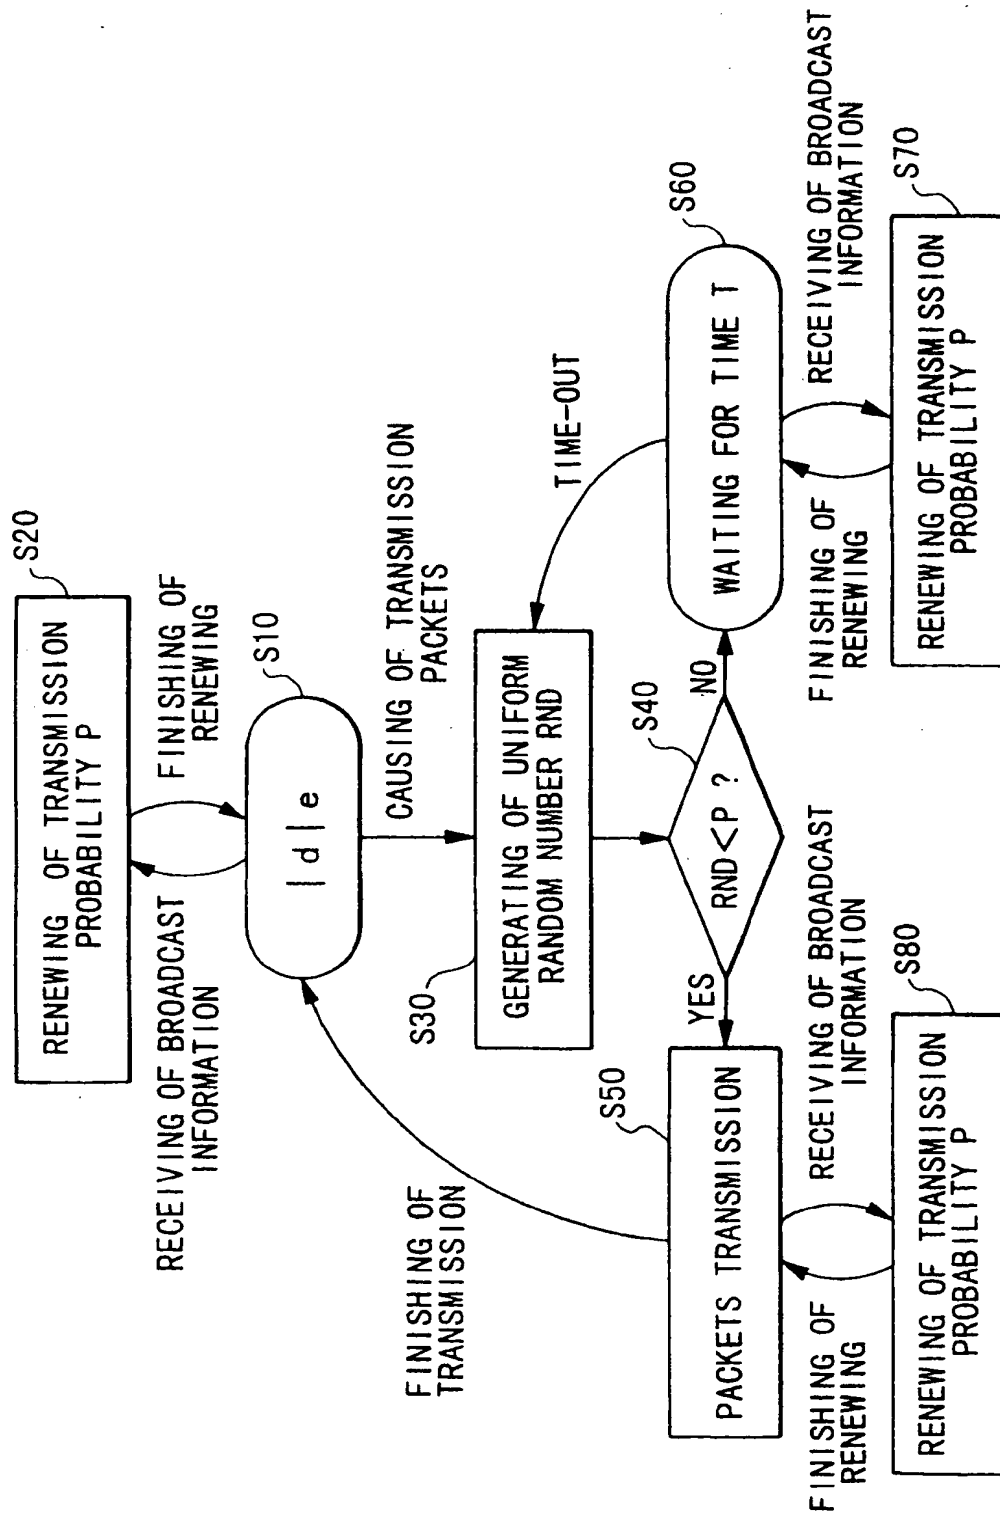 S20
RENEWING OF TRANSMISSION
PROBABILITY P
RECEIVING OF BROADCAST
INFORMATION
FINISHING OF
RENEWING
S10
Idle
CAUSING OF TRANSMISSION
PACKETS
FINISHING OF
TRANSMISSION
S30
GENERATING OF UNIFORM
RANDOM NUMBER RND
TIME-OUT
S40
RND<P ?
YES
NO
S50
PACKETS TRANSMISSION
S60
WAITING FOR TIME T
FINISHING OF
RENEWING
RECEIVING OF BROADCAST
INFORMATION
S80
RENEWING OF TRANSMISSION
PROBABILITY P
FINISHING OF
RENEWING
RECEIVING OF BROADCAST
INFORMATION
S70
RENEWING OF TRANSMISSION
PROBABILITY P